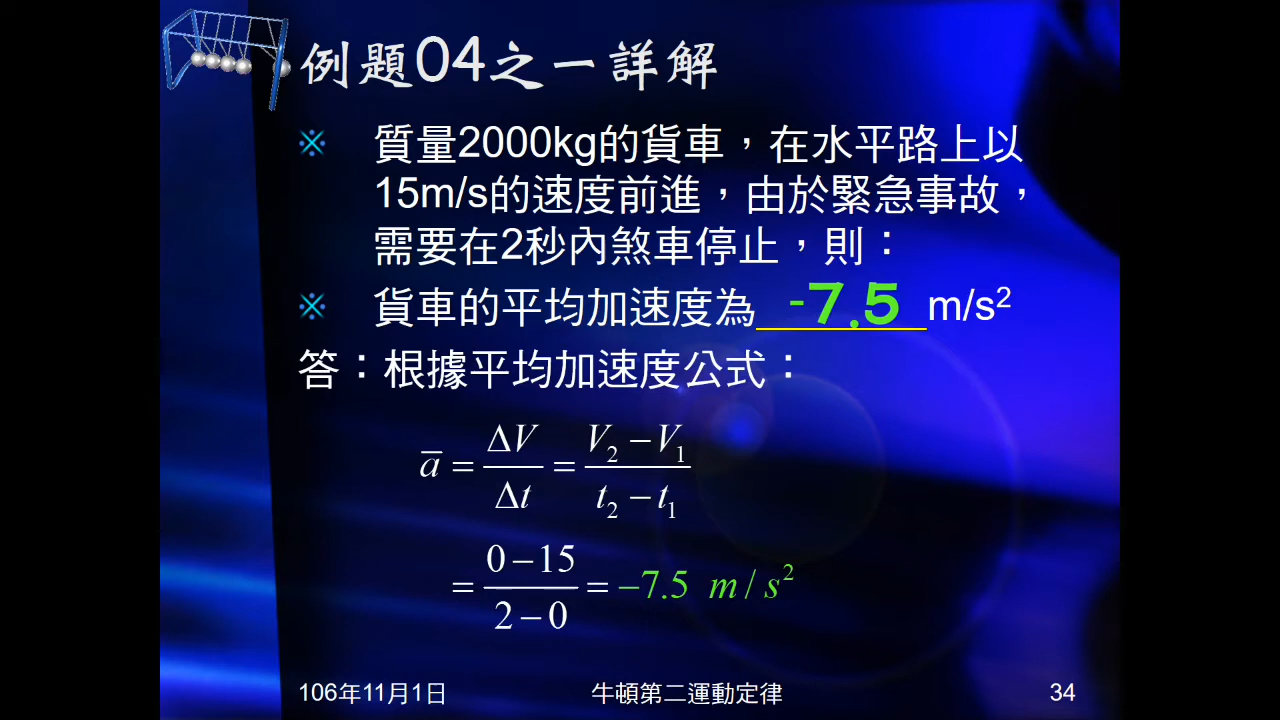 例題04之一詳解
※ 質量2000kg的貨車，在水平路上以
15m/s的速度前進，由於緊急事故，
需要在2秒內煞車停止，則：
※ 貨車的平均加速度為 -7.5 m/s²
答：根據平均加速度公式：
a̅ = ΔV/Δt = (V₂ − V₁)/(t₂ − t₁)
= (0 − 15)/(2 − 0) = −7.5 m / s²
106年11月1日 牛頓第二運動定律 34